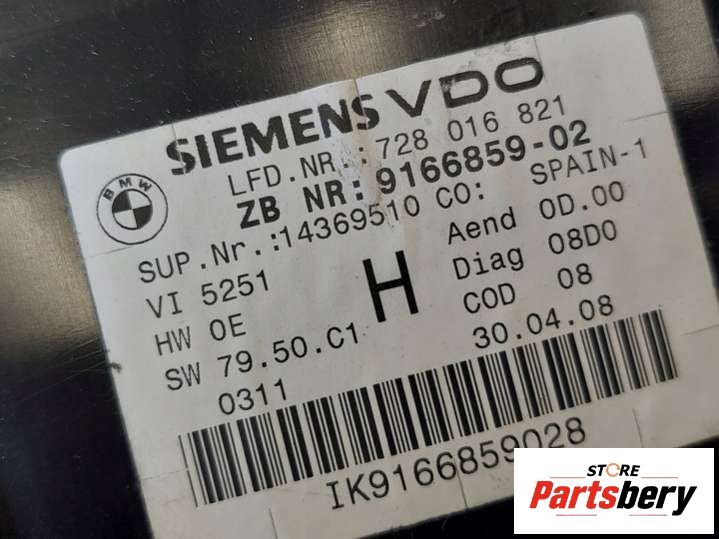 SIEMENS VDO
LFD.NR.:728 016 821
ZB NR:9166859-02
BMW
SUP.Nr.:14369510 CO: SPAIN-1
VI 5251 H Aend 0D.00
HW 0E Diag 08D0
SW 79.50.C1 COD 08
0311 30.04.08
IK9166859028
STORE
Partsbery